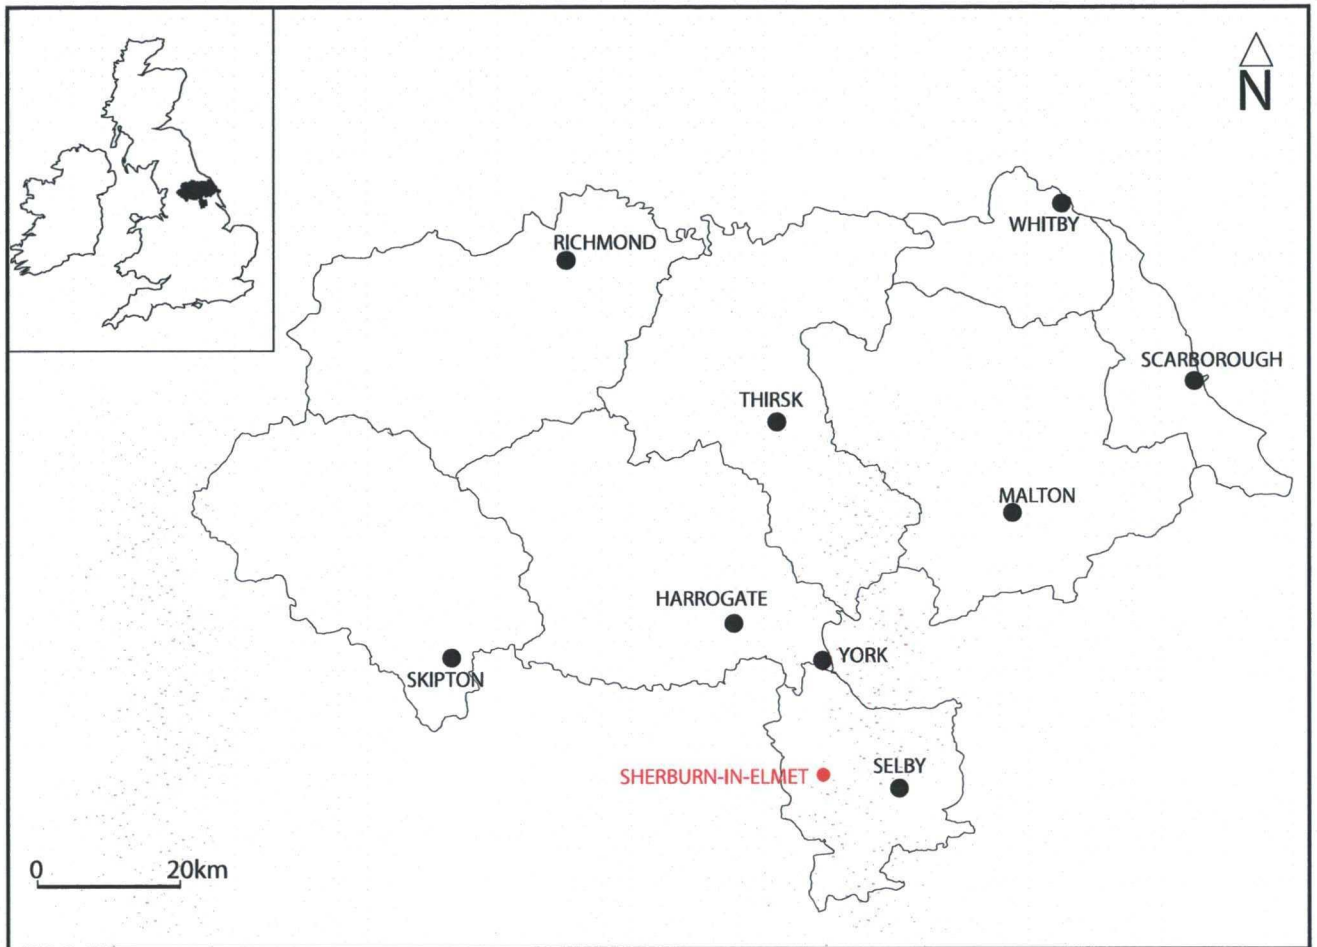 N
WHITBY
RICHMOND
SCARBOROUGH
THIRSK
MALTON
HARROGATE
YORK
SKIPTON
SHERBURN-IN-ELMET
SELBY
0 20km